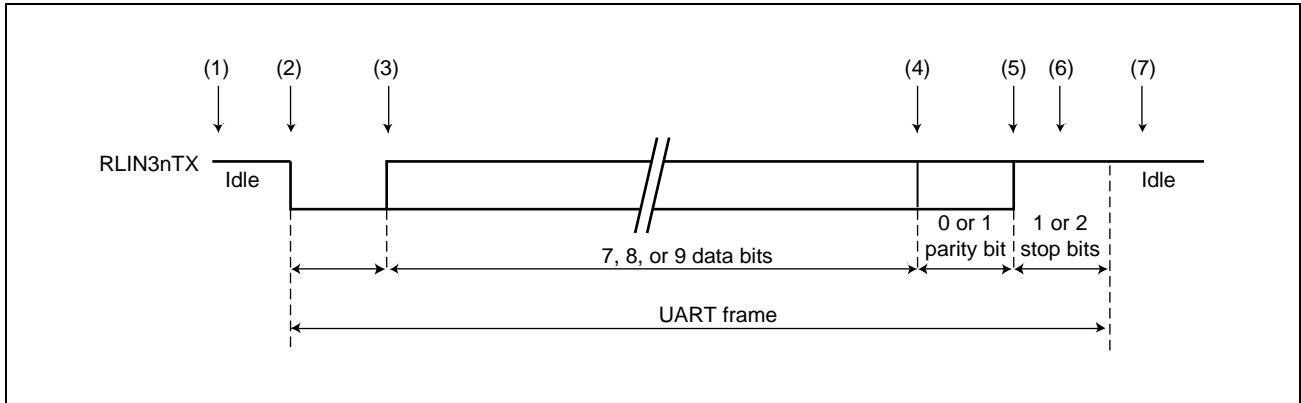 (1) (2) (3) (4) (5) (6) (7)
RLIN3nTX
Idle
Idle
0 or 1
parity bit
1 or 2
stop bits
7, 8, or 9 data bits
UART frame